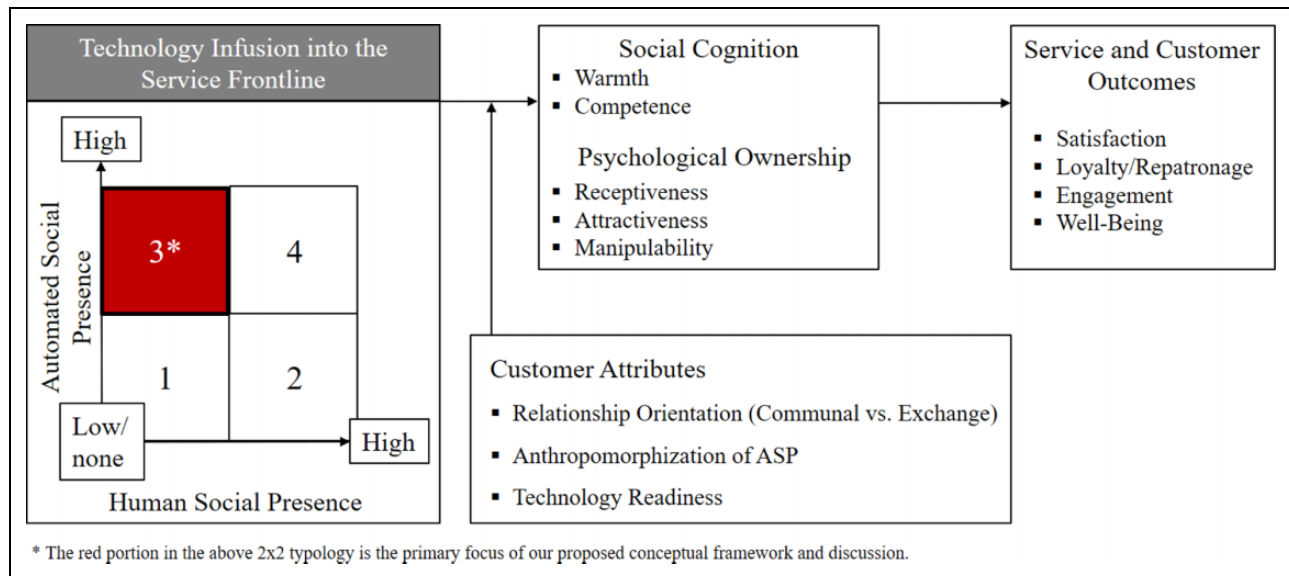 Technology Infusion into the
Service Frontline
High
Automated Social
Presence
3*
4
1
2
Low/
none
High
Human Social Presence
Social Cognition
▪ Warmth
▪ Competence
Psychological Ownership
▪ Receptiveness
▪ Attractiveness
▪ Manipulability
Service and Customer
Outcomes
▪ Satisfaction
▪ Loyalty/Repatronage
▪ Engagement
▪ Well-Being
Customer Attributes
▪ Relationship Orientation (Communal vs. Exchange)
▪ Anthropomorphization of ASP
▪ Technology Readiness
* The red portion in the above 2x2 typology is the primary focus of our proposed conceptual framework and discussion.